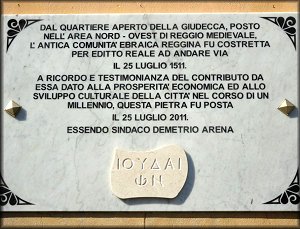 DAL QUARTIERE APERTO DELLA GIUDECCA, POSTO
NELL'AREA NORD - OVEST DI REGGIO MEDIEVALE,
L'ANTICA COMUNITA' EBRAICA REGGINA FU COSTRETTA
PER EDITTO REALE AD ANDARE VIA
IL 25 LUGLIO 1511.
A RICORDO E TESTIMONIANZA DEL CONTRIBUTO DA
ESSA DATO ALLA PROSPERITA' ECONOMICA ED ALLO
SVILUPPO CULTURALE DELLA CITTA' NEL CORSO DI UN
MILLENNIO, QUESTA PIETRA FU POSTA
IL 25 LUGLIO 2011.
ESSENDO SINDACO DEMETRIO ARENA
ΙΟΥΔΑΙ
ΩΝ